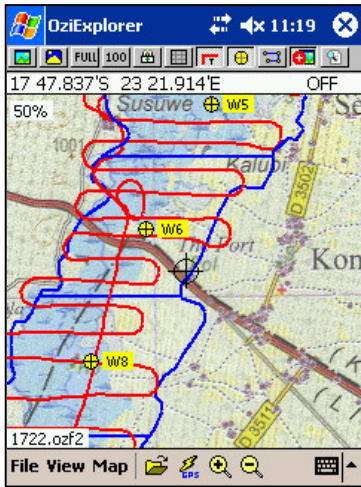 OziExplorer 11:19
FULL 100
17 47.837'S 23 21.914'E OFF
50%
Susuwe W5
1001
Kalubi
D 3502
W6
The Fort
Kon
W8
D 3511
1722.ozf2
File View Map
GPS